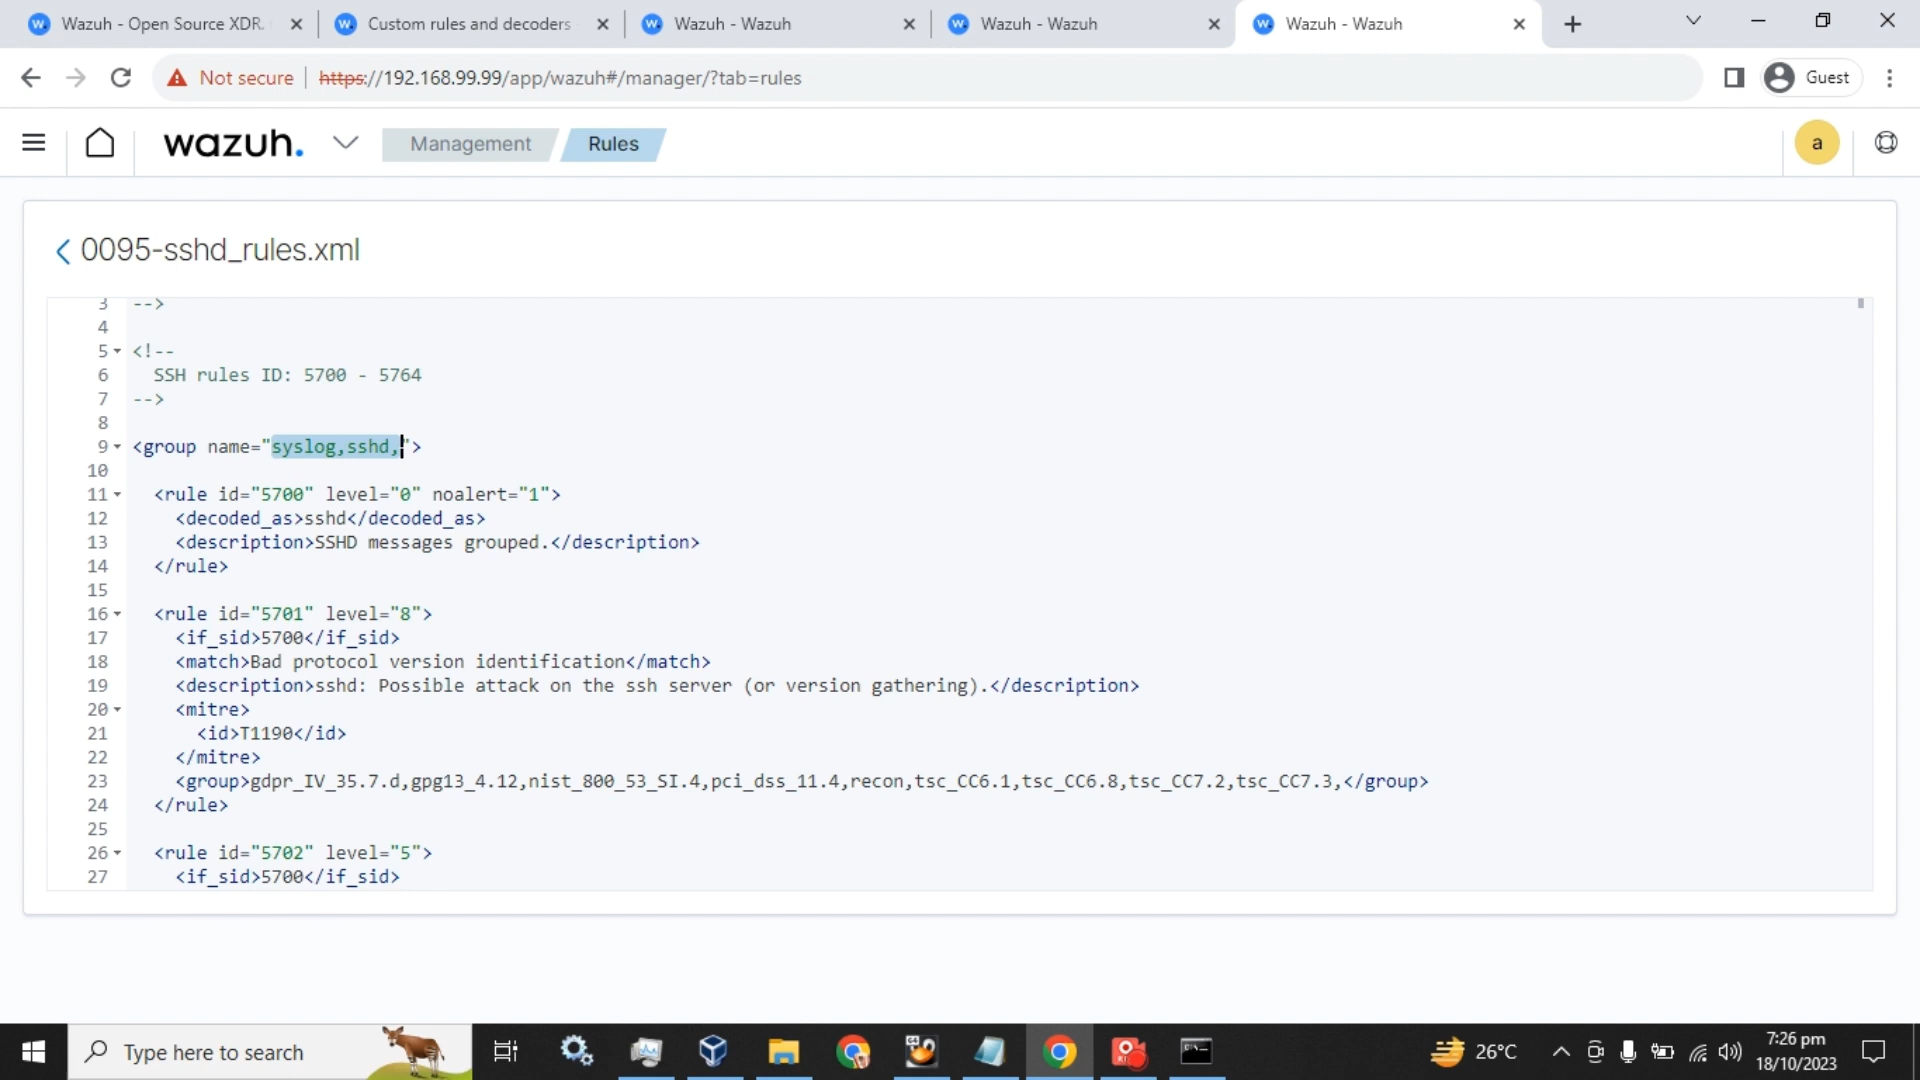 Wazuh - Open Source XDR.
Custom rules and decoders
Wazuh - Wazuh
Wazuh - Wazuh
Wazuh - Wazuh
Not secure
https://192.168.99.99/app/wazuh#/manager/?tab=rules
Guest
wazuh.
Management
Rules
a
0095-sshd_rules.xml
3 -->
4
5 <!--
6 SSH rules ID: 5700 - 5764
7 -->
8
9 <group name="syslog,sshd,">
10
11 <rule id="5700" level="0" noalert="1">
12 <decoded_as>sshd</decoded_as>
13 <description>SSHD messages grouped.</description>
14 </rule>
15
16 <rule id="5701" level="8">
17 <if_sid>5700</if_sid>
18 <match>Bad protocol version identification</match>
19 <description>sshd: Possible attack on the ssh server (or version gathering).</description>
20 <mitre>
21 <id>T1190</id>
22 </mitre>
23 <group>gdpr_IV_35.7.d,gpg13_4.12,nist_800_53_SI.4,pci_dss_11.4,recon,tsc_CC6.1,tsc_CC6.8,tsc_CC7.2,tsc_CC7.3,</group>
24 </rule>
25
26 <rule id="5702" level="5">
27 <if_sid>5700</if_sid>
Type here to search
64
26°C
7:26 pm
18/10/2023